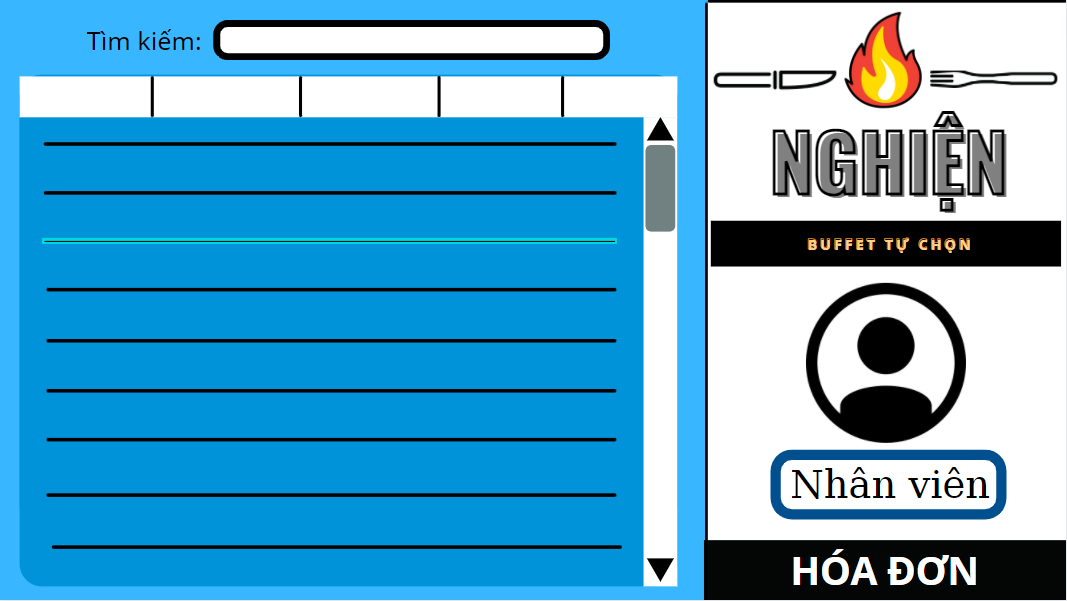 Tìm kiếm:
NGHIỆN
BUFFET TỰ CHỌN
Nhân viên
HÓA ĐƠN